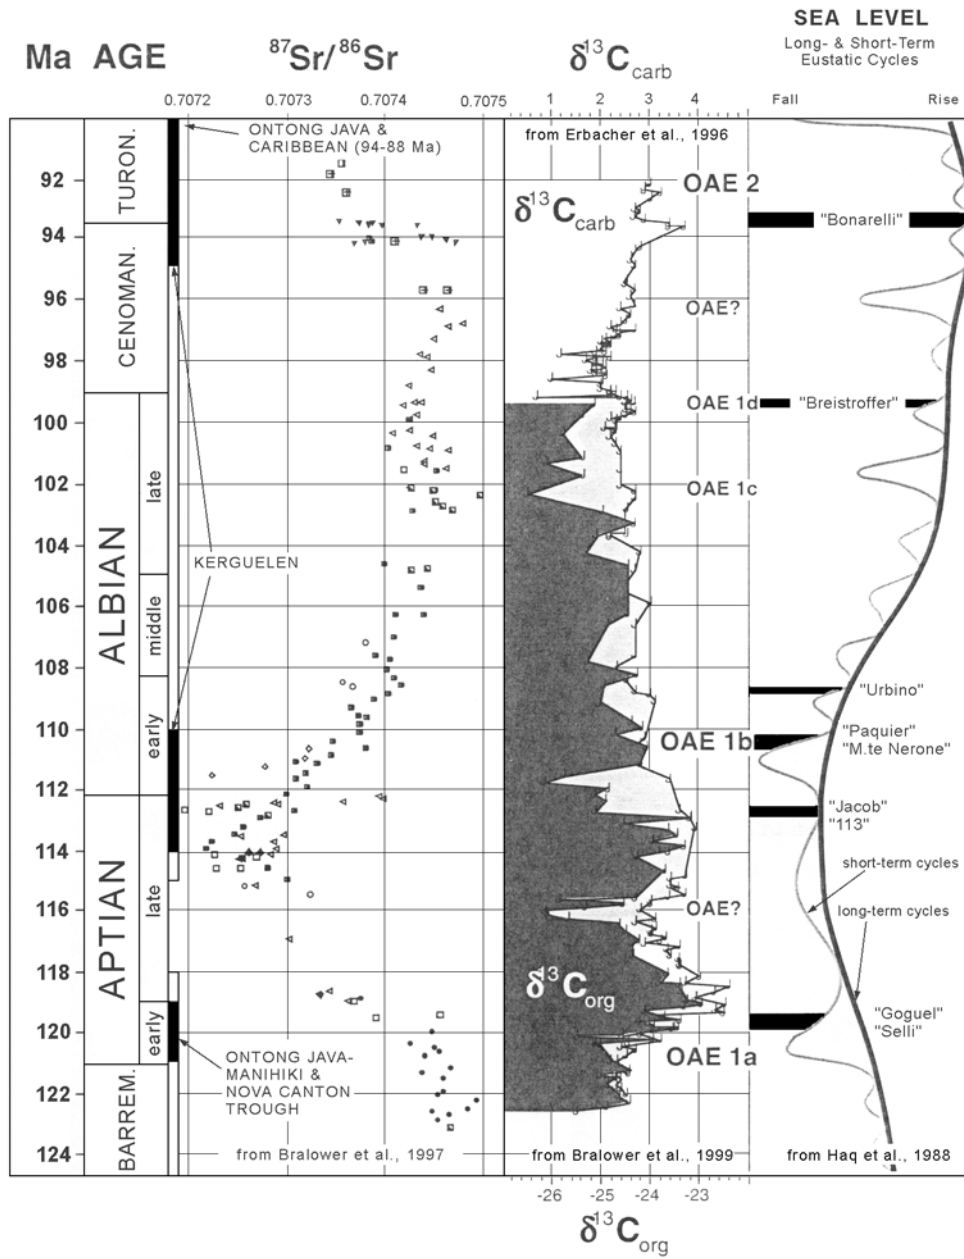 SEA LEVEL
Long- & Short-Term
Eustatic Cycles
Ma AGE
87Sr/86Sr
δ13Ccarb
0.7072 0.7073 0.7074 0.7075
1 2 3 4
Fall Rise
ONTONG JAVA &
CARIBBEAN (94-88 Ma)
from Erbacher et al., 1996
TURON.
92
OAE 2
δ13Ccarb
"Bonarelli"
94
CENOMAN.
96
OAE?
98
OAE 1d
"Breistroffer"
100
late
102
OAE 1c
104
KERGUELEN
ALBIAN
middle
106
108
"Urbino"
early
110
OAE 1b
"Paquier"
"M.te Nerone"
112
"Jacob"
"113"
114
short-term cycles
late
116
OAE?
long-term cycles
APTIAN
118
δ13Corg
"Goguel"
"Selli"
early
120
OAE 1a
ONTONG JAVA-
MANIHIKI &
NOVA CANTON
TROUGH
122
BARREM.
124
from Bralower et al., 1997
from Bralower et al., 1999
from Haq et al., 1988
-26 -25 -24 -23
δ13Corg